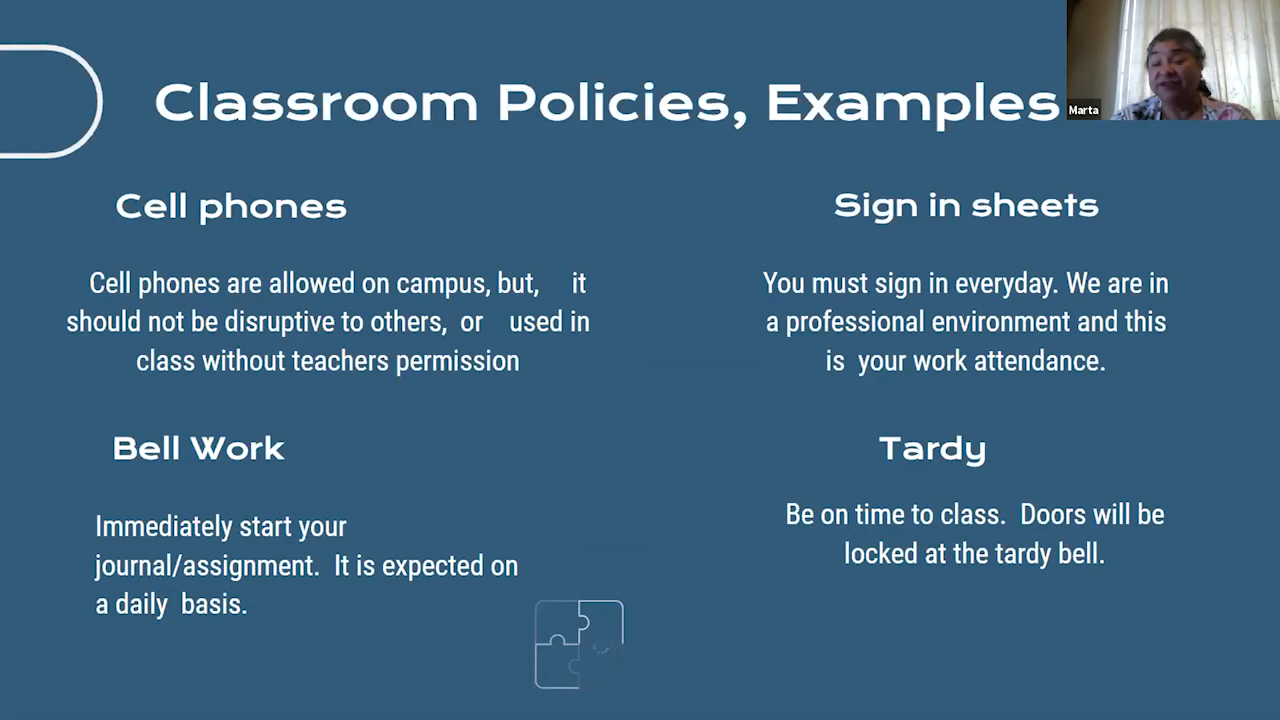 Classroom Policies, Examples
Marta
Cell phones
Cell phones are allowed on campus, but, it
should not be disruptive to others, or used in
class without teachers permission
Sign in sheets
You must sign in everyday. We are in
a professional environment and this
is your work attendance.
Bell Work
Immediately start your
journal/assignment. It is expected on
a daily basis.
Tardy
Be on time to class. Doors will be
locked at the tardy bell.